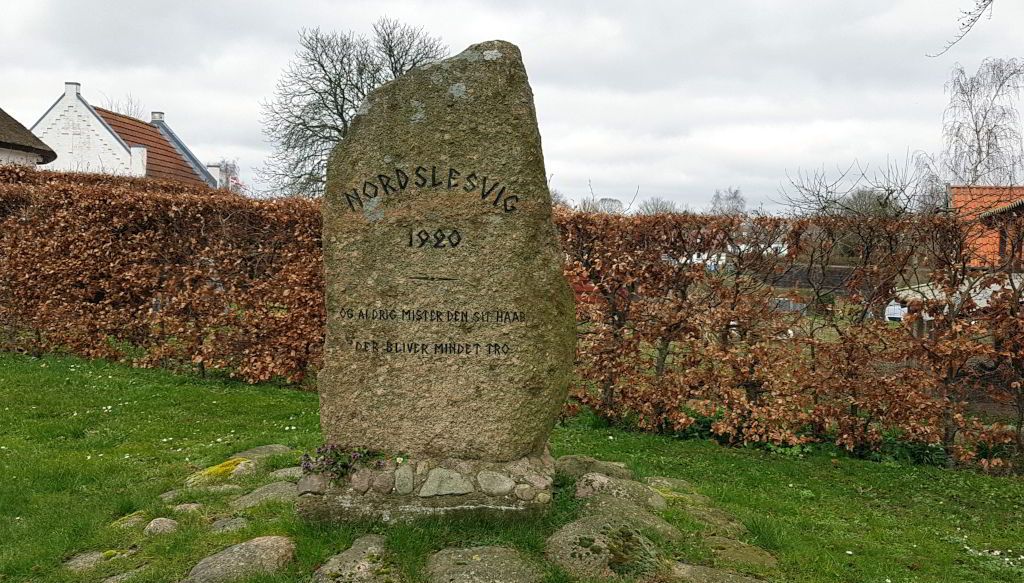 NORDSLESVIG
1920
OG ALDRIG MISTER DEN SIT HAAB
DER BLIVER MINDET TRO